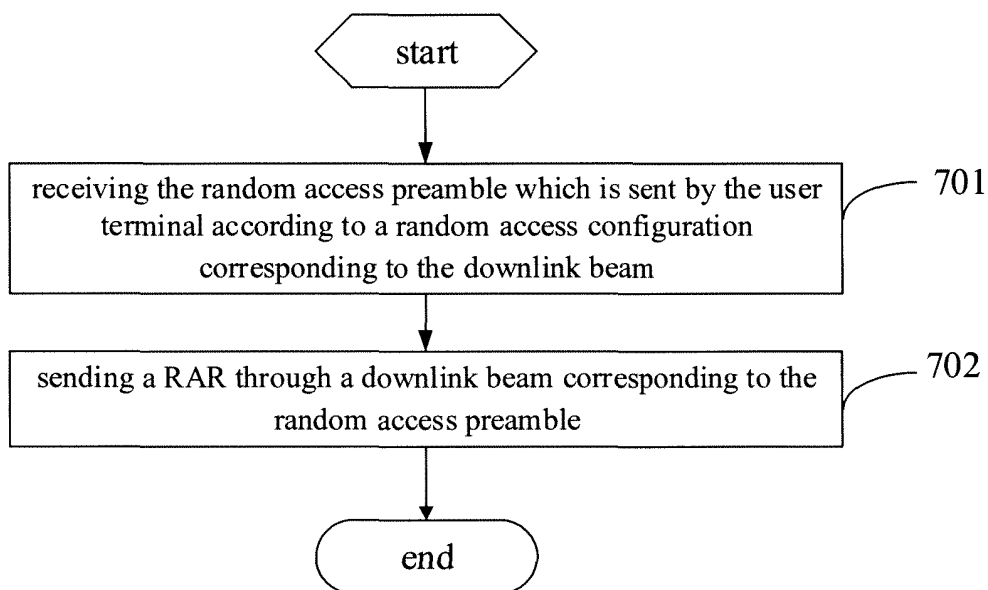 start
receiving the random access preamble which is sent by the user
terminal according to a random access configuration
corresponding to the downlink beam
701
sending a RAR through a downlink beam corresponding to the
random access preamble
702
end